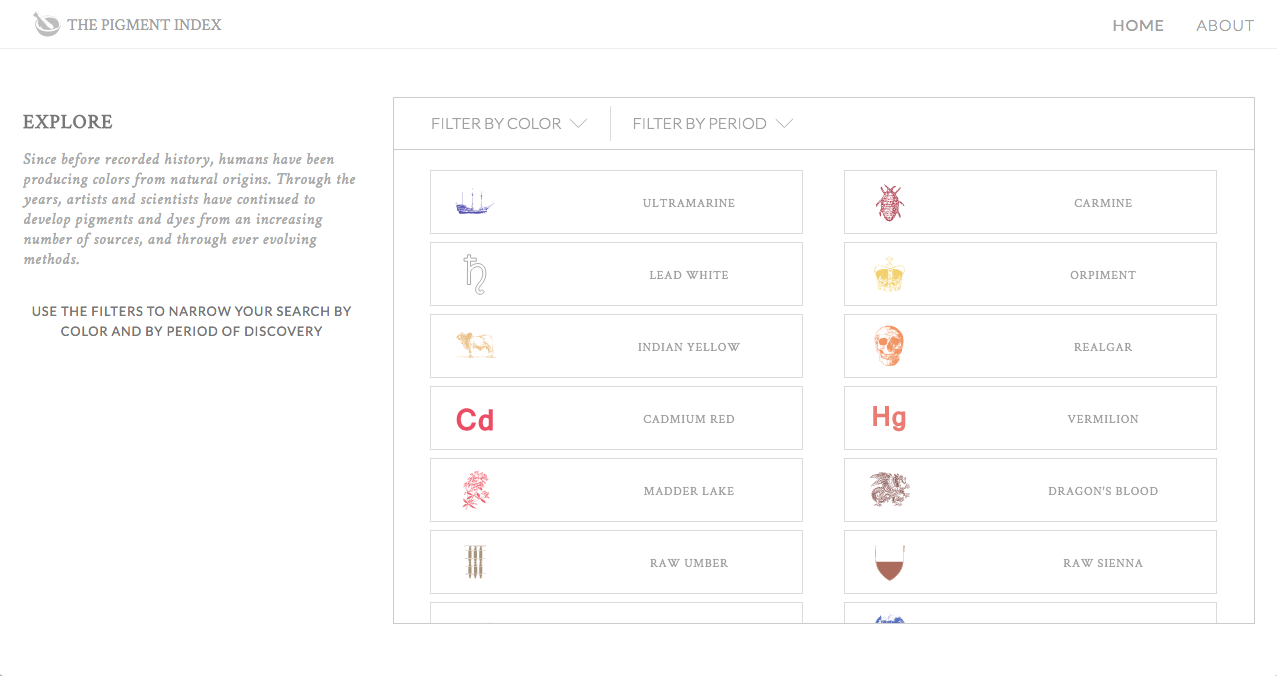 THE PIGMENT INDEX
HOME ABOUT
EXPLORE
Since before recorded history, humans have been
producing colors from natural origins. Through the
years, artists and scientists have continued to
develop pigments and dyes from an increasing
number of sources, and through ever evolving
methods.
USE THE FILTERS TO NARROW YOUR SEARCH BY
COLOR AND BY PERIOD OF DISCOVERY
FILTER BY COLOR FILTER BY PERIOD
ULTRAMARINE
CARMINE
LEAD WHITE
ORPIMENT
INDIAN YELLOW
REALGAR
Cd CADMIUM RED
Hg VERMILION
MADDER LAKE
DRAGON'S BLOOD
RAW UMBER
RAW SIENNA